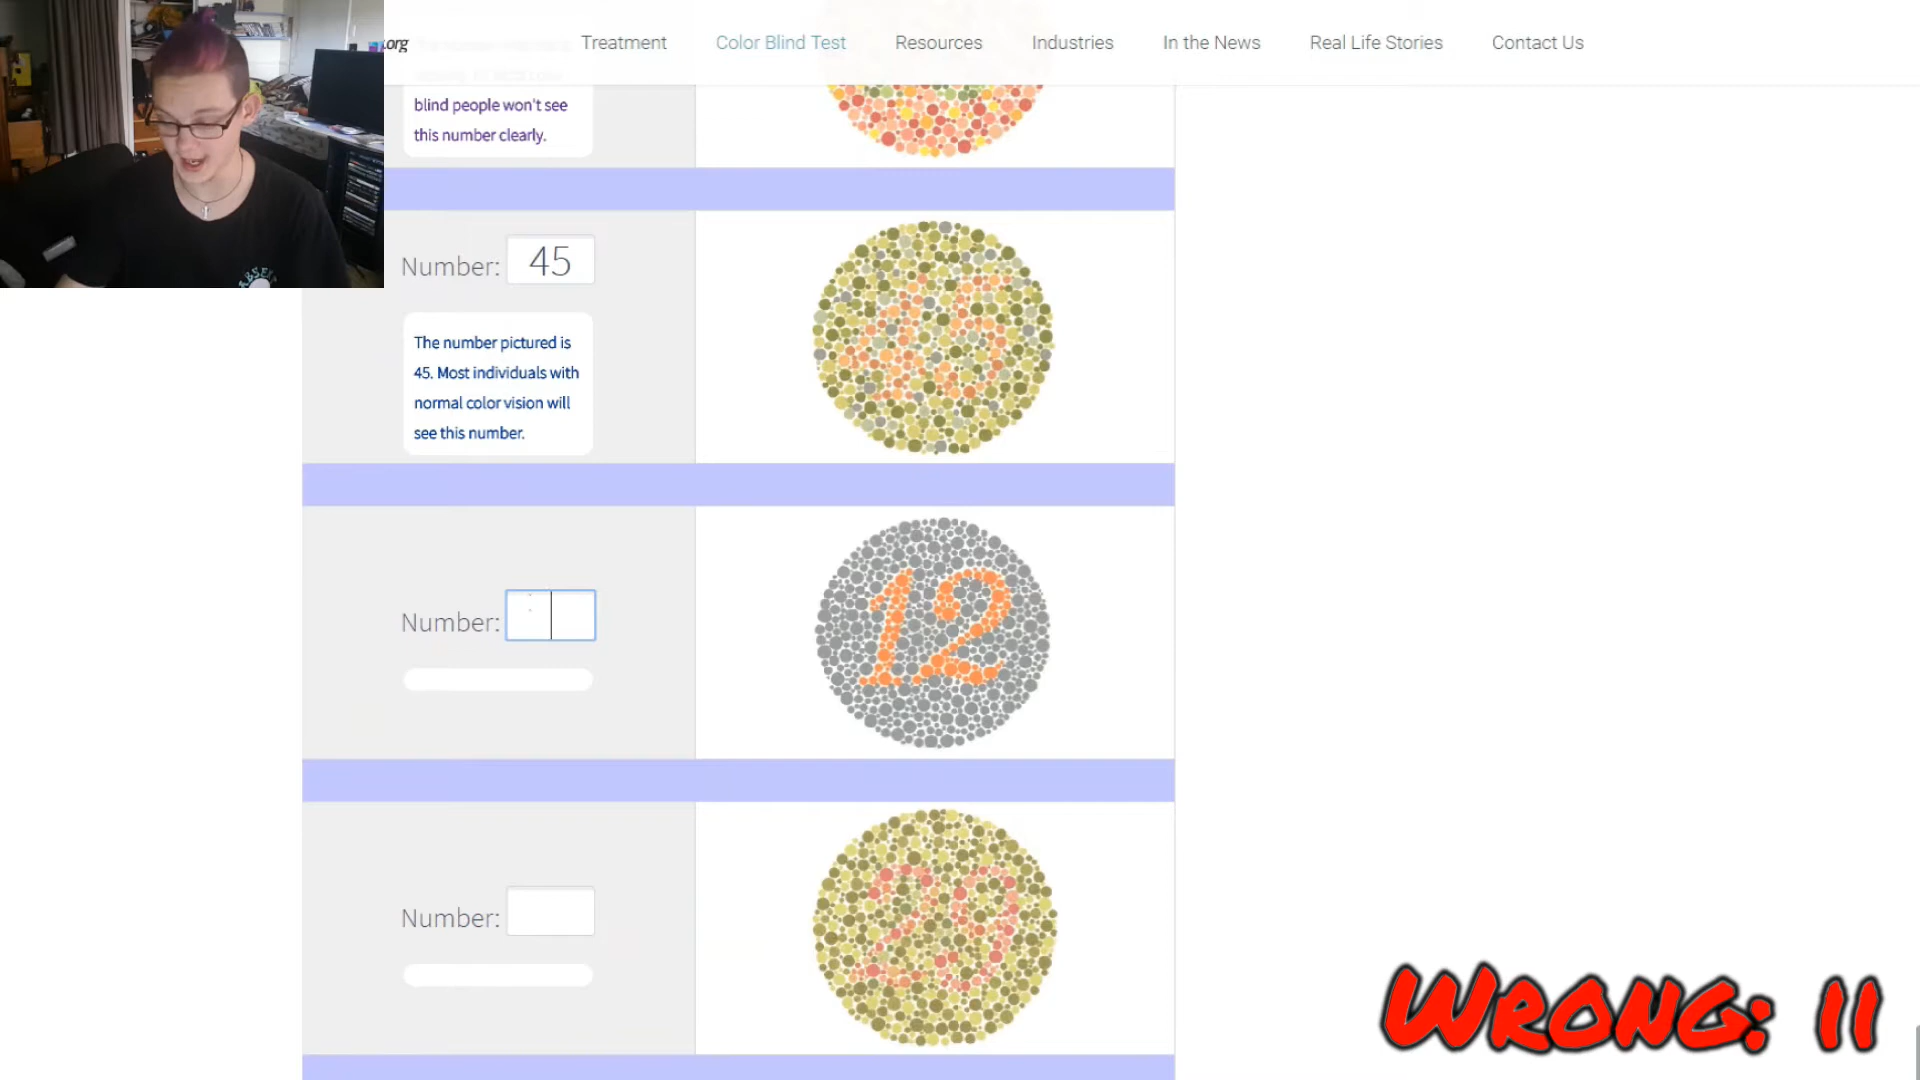 .org Treatment Color Blind Test Resources Industries In the News Real Life Stories Contact Us
blind people won't see
this number clearly.
Number: 45
45
The number pictured is
45. Most individuals with
normal color vision will
see this number.
Number:
12
Number:
29
Wrong: 11